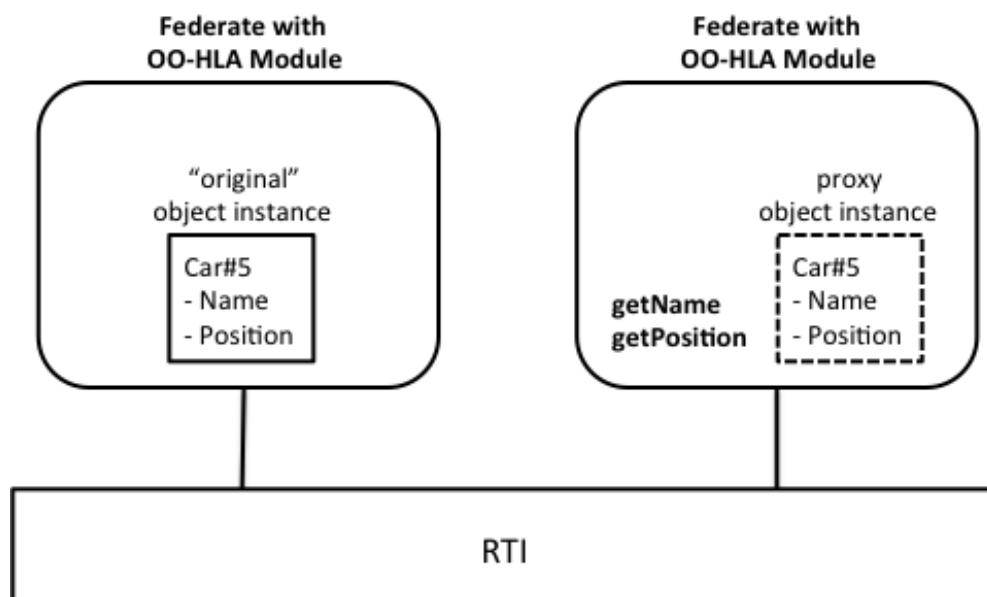 Federate with
OO-HLA Module
“original”
object instance
Car#5
- Name
- Position
Federate with
OO-HLA Module
proxy
object instance
Car#5
- Name
- Position
getName
getPosition
RTI